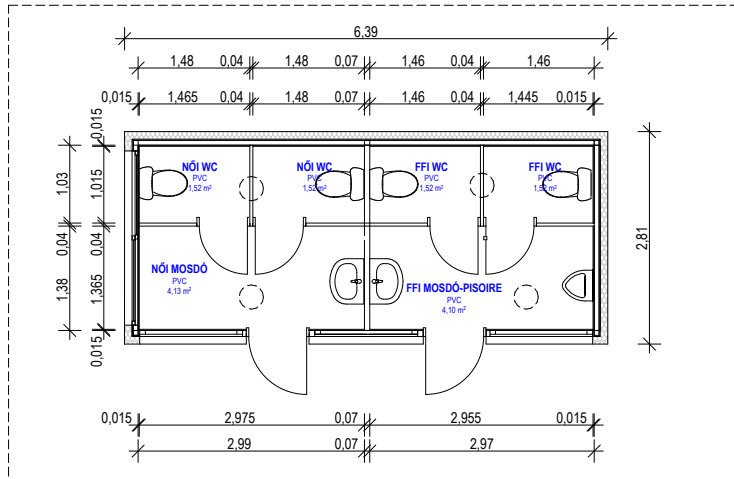 6,39
1,48 0,04 1,48 0,07 1,46 0,04 1,46
0,015 1,465 0,04 1,48 0,07 1,46 0,04 1,445 0,015
0,015
1,03
1,015
0,04
0,04
1,38
1,365
0,015
2,81
NŐI WC
PVC
1,52 m²
NŐI WC
PVC
1,52 m²
FFI WC
PVC
1,52 m²
FFI WC
PVC
1,52 m²
NŐI MOSDÓ
PVC
4,13 m²
FFI MOSDÓ-PISOIRE
PVC
4,10 m²
0,015 2,975 0,07 2,955 0,015
2,99 0,07 2,97